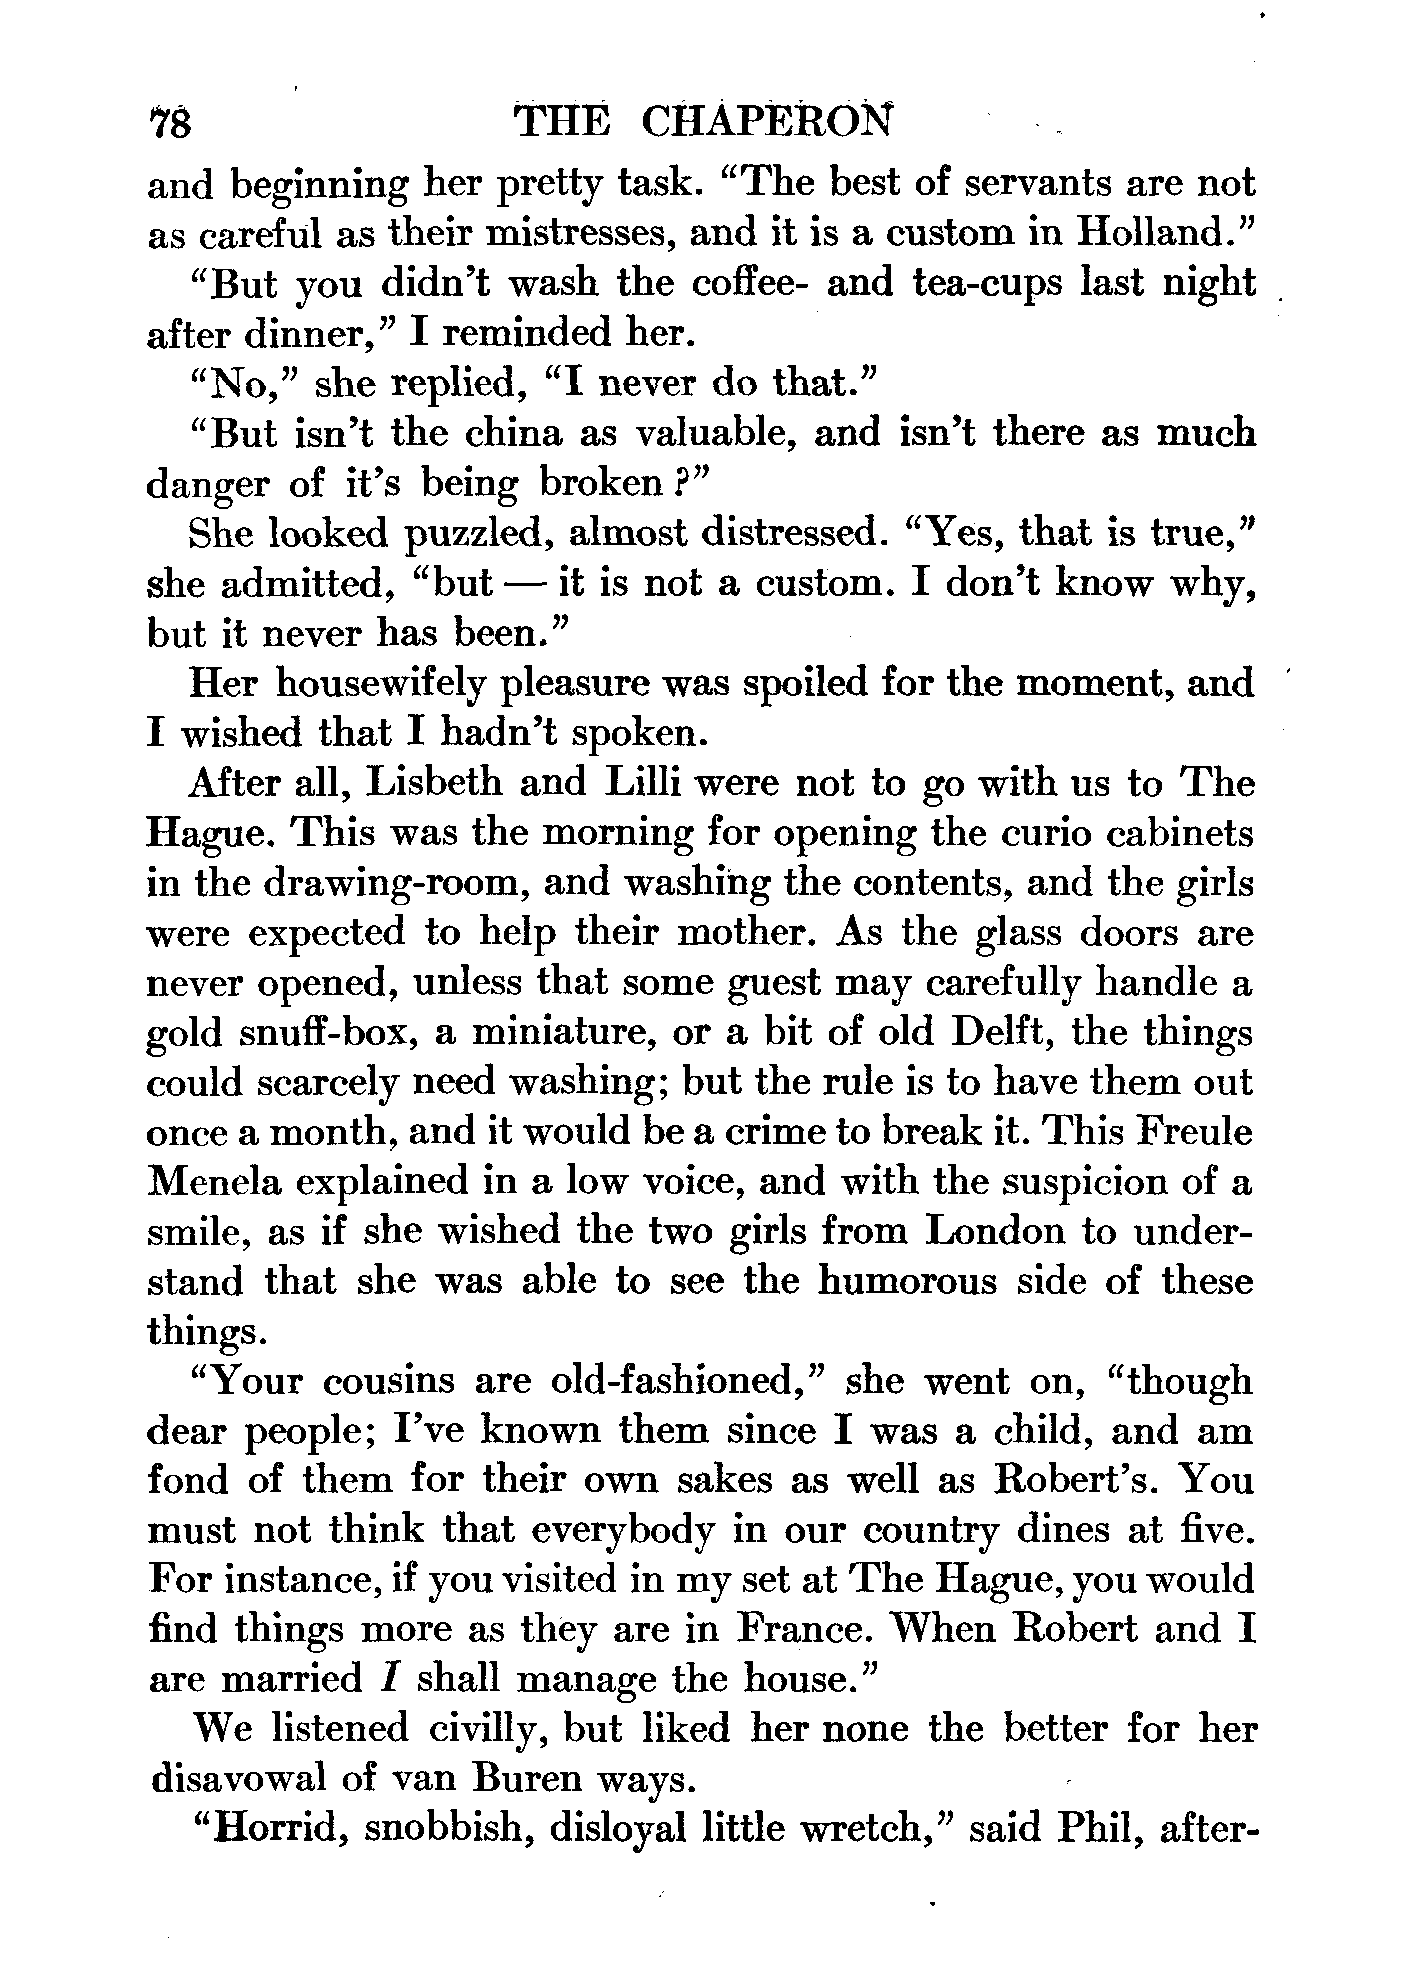 78 THE CHAPERON
and beginning her pretty task. “The best of servants are not
as careful as their mistresses, and it is a custom in Holland.”
“But you didn’t wash the coffee- and tea-cups last night
after dinner,” I reminded her.
“No,” she replied, “I never do that.”
“But isn’t the china as valuable, and isn’t there as much
danger of it’s being broken?”
She looked puzzled, almost distressed. “Yes, that is true,”
she admitted, “but — it is not a custom. I don’t know why,
but it never has been.”
Her housewifely pleasure was spoiled for the moment, and
I wished that I hadn’t spoken.
After all, Lisbeth and Lilli were not to go with us to The
Hague. This was the morning for opening the curio cabinets
in the drawing-room, and washing the contents, and the girls
were expected to help their mother. As the glass doors are
never opened, unless that some guest may carefully handle a
gold snuff-box, a miniature, or a bit of old Delft, the things
could scarcely need washing; but the rule is to have them out
once a month, and it would be a crime to break it. This Freule
Menela explained in a low voice, and with the suspicion of a
smile, as if she wished the two girls from London to under-
stand that she was able to see the humorous side of these
things.
“Your cousins are old-fashioned,” she went on, “though
dear people; I’ve known them since I was a child, and am
fond of them for their own sakes as well as Robert’s. You
must not think that everybody in our country dines at five.
For instance, if you visited in my set at The Hague, you would
find things more as they are in France. When Robert and I
are married I shall manage the house.”
We listened civilly, but liked her none the better for her
disavowal of van Buren ways.
“Horrid, snobbish, disloyal little wretch,” said Phil, after-